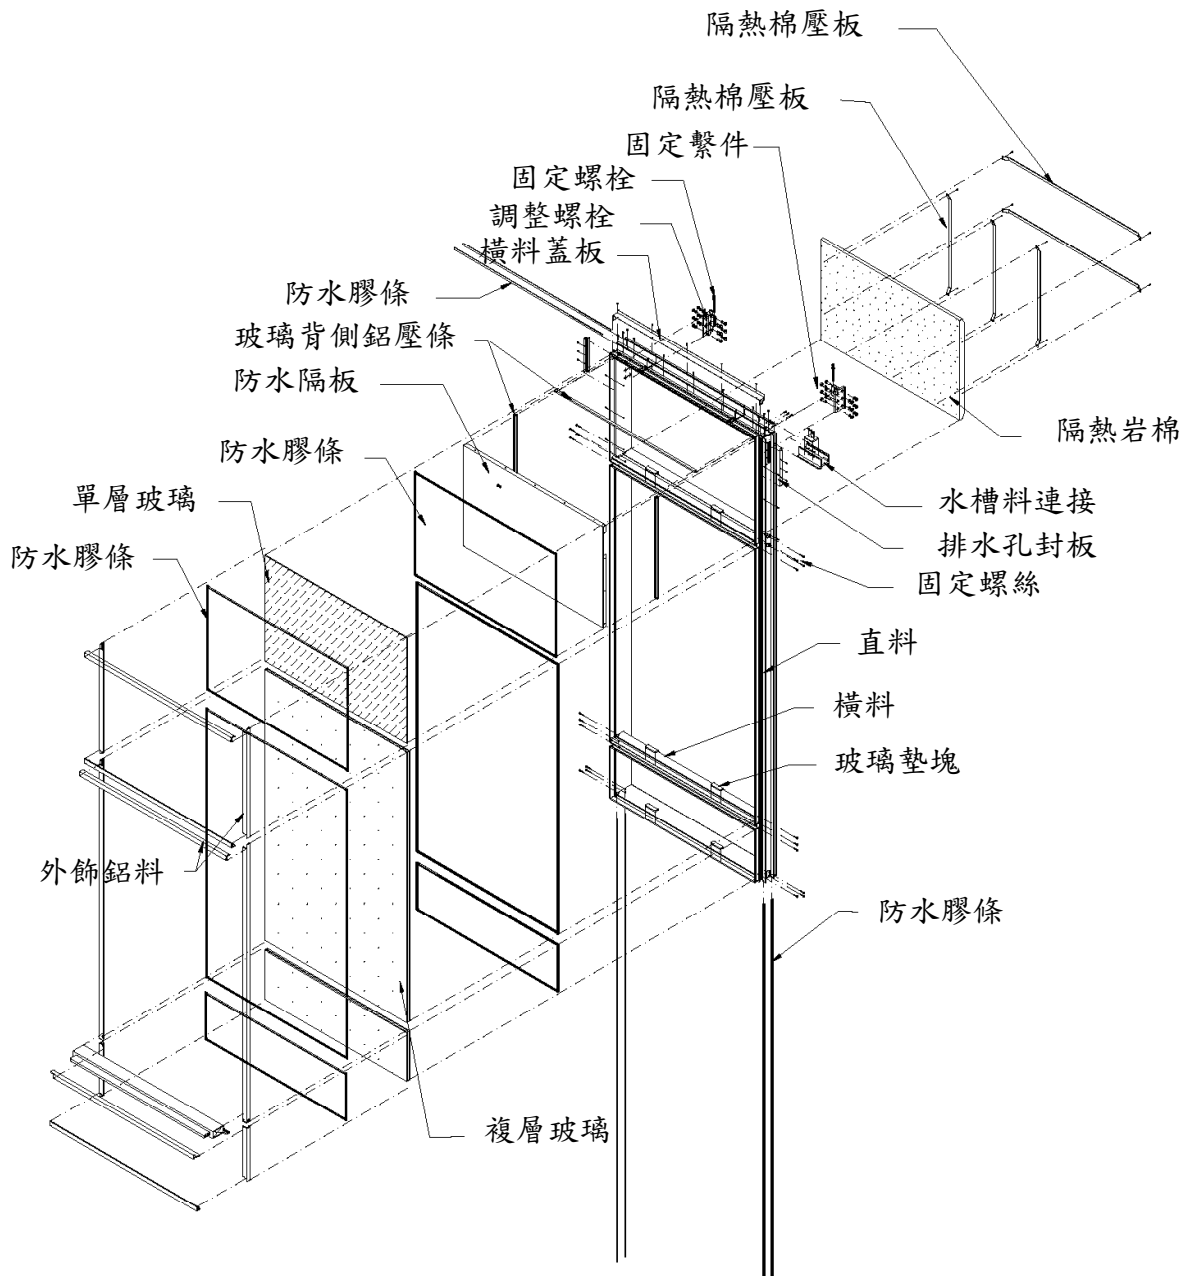 隔熱棉壓板
隔熱棉壓板
固定繫件
固定螺栓
調整螺栓
橫料蓋板
防水膠條
玻璃背側鋁壓條
防水隔板
防水膠條
單層玻璃
防水膠條
隔熱岩棉
水槽料連接
排水孔封板
固定螺絲
直料
橫料
玻璃墊塊
外飾鋁料
防水膠條
複層玻璃